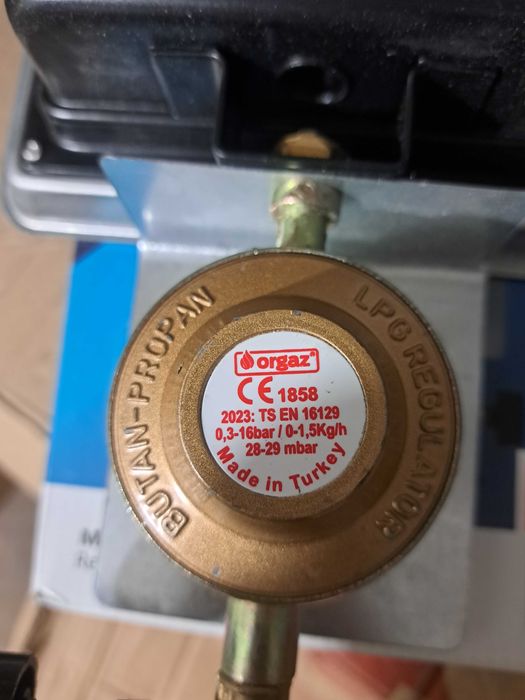 BUTAN-PROPAN
LPG REGULATOR
orgaz®
CE 1858
2023: TS EN 16129
0,3-16bar / 0-1,5Kg/h
28-29 mbar
Made in Turkey